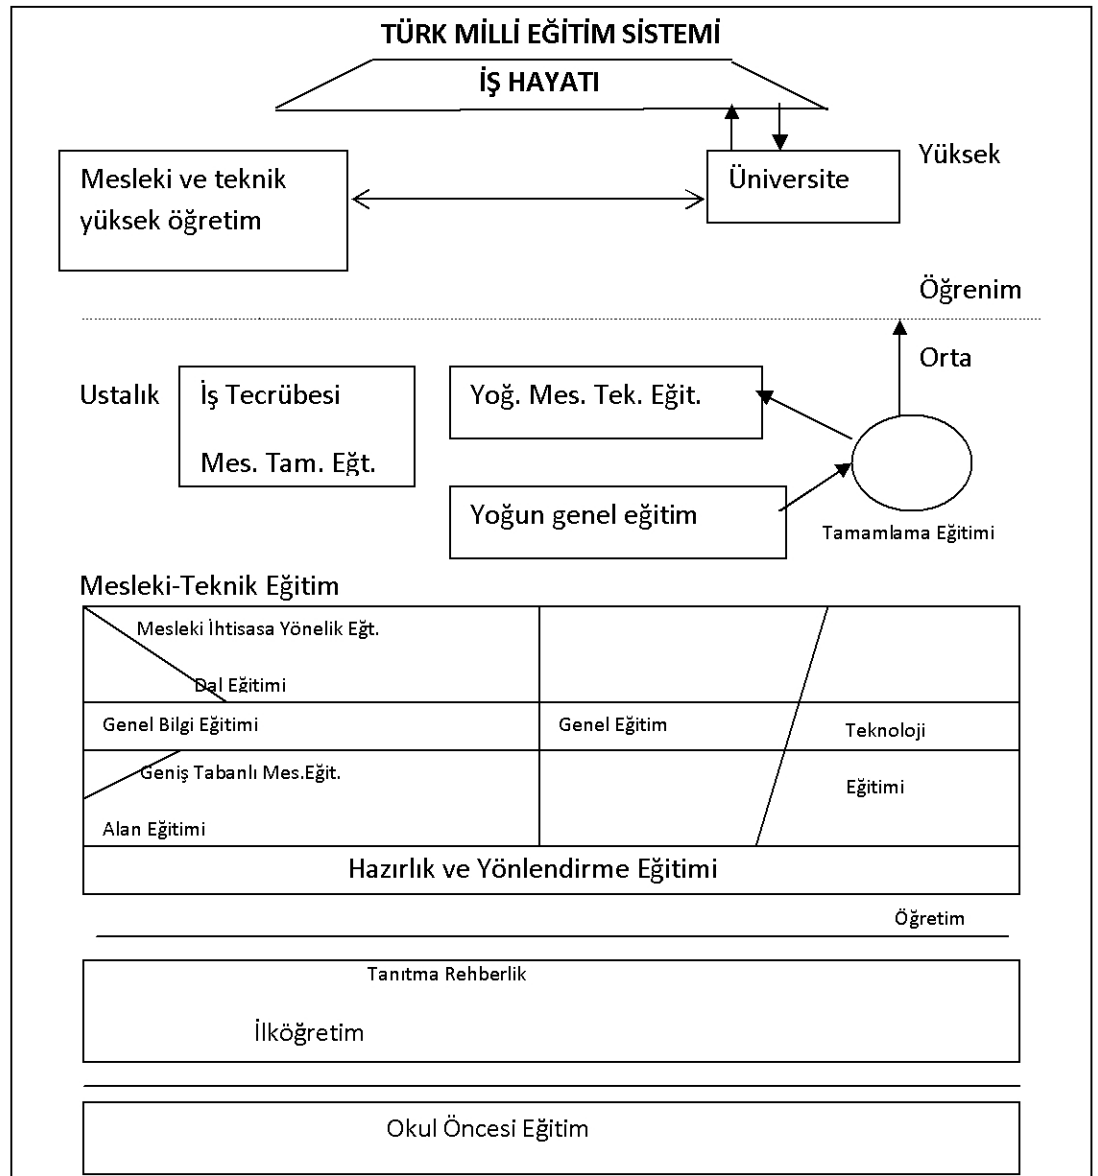 TÜRK MİLLİ EĞİTİM SİSTEMİ
İŞ HAYATI
Mesleki ve teknik
yüksek öğretim
Üniversite
Yüksek
Öğrenim
Orta
Ustalık
İş Tecrübesi
Mes. Tam. Eğt.
Yoğ. Mes. Tek. Eğit.
Yoğun genel eğitim
Tamamlama Eğitimi
Mesleki-Teknik Eğitim
Mesleki İhtisasa Yönelik Eğt.
Dal Eğitimi
Genel Bilgi Eğitimi
Genel Eğitim
Teknoloji
Geniş Tabanlı Mes.Eğit.
Eğitimi
Alan Eğitimi
Hazırlık ve Yönlendirme Eğitimi
Öğretim
Tanıtma Rehberlik
İlköğretim
Okul Öncesi Eğitim